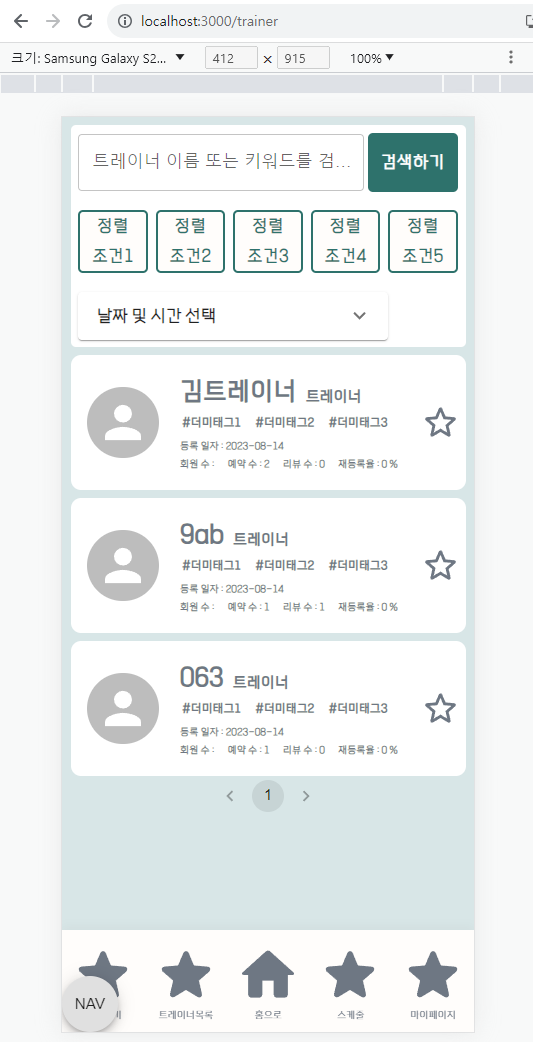 localhost:3000/trainer
크기: Samsung Galaxy S2... 412 × 915 100%
트레이너 이름 또는 키워드를 검...
검색하기
정렬 조건1
정렬 조건2
정렬 조건3
정렬 조건4
정렬 조건5
날짜 및 시간 선택
김트레이너 트레이너
#더미태그1 #더미태그2 #더미태그3
등록 일자 : 2023-08-14
회원 수 : 예약 수 : 2 리뷰 수 : 0 재등록율 : 0 %
9ab 트레이너
#더미태그1 #더미태그2 #더미태그3
등록 일자 : 2023-08-14
회원 수 : 예약 수 : 1 리뷰 수 : 1 재등록율 : 0 %
063 트레이너
#더미태그1 #더미태그2 #더미태그3
등록 일자 : 2023-08-14
회원 수 : 예약 수 : 1 리뷰 수 : 0 재등록율 : 0 %
1
NAV
트레이너목록
홈으로
스케줄
마이페이지